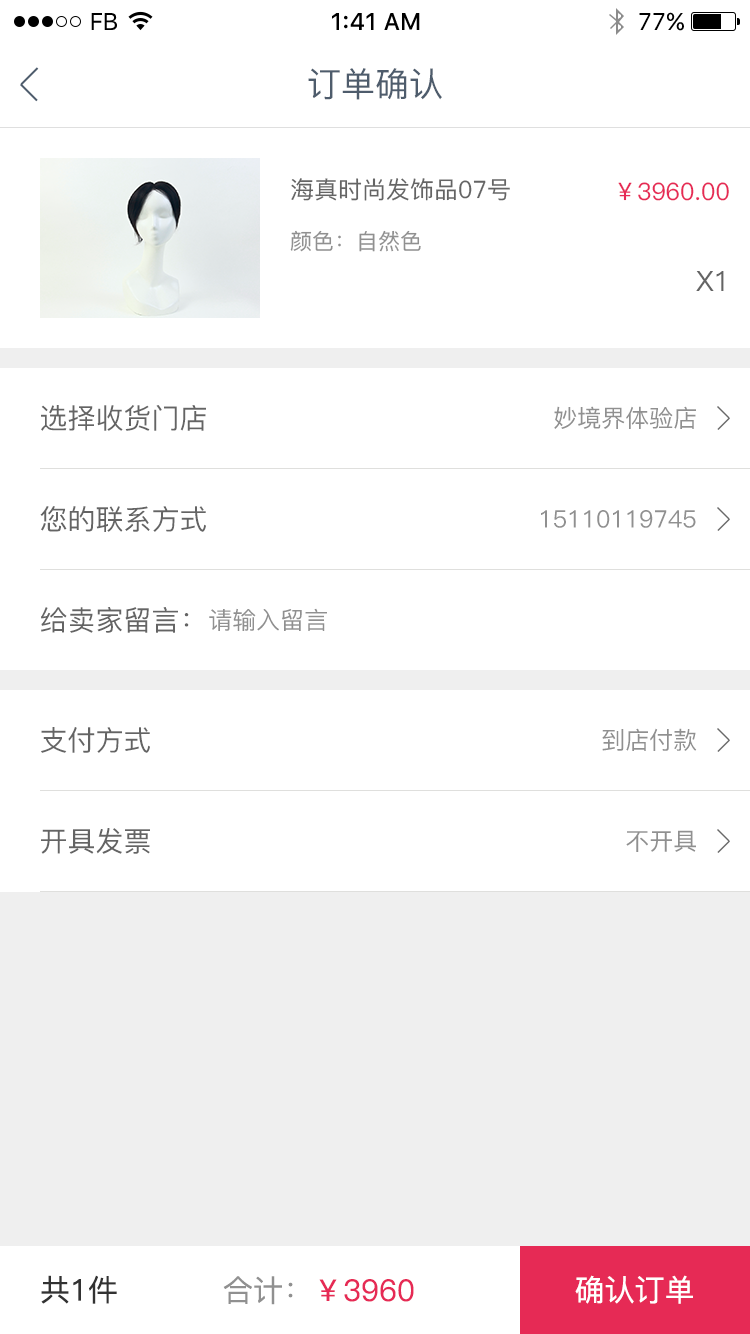 FB 1:41 AM 77%
订单确认
海真时尚发饰品07号 ¥3960.00
颜色：自然色
X1
选择收货门店 妙境界体验店
您的联系方式 15110119745
给卖家留言：请输入留言
支付方式 到店付款
开具发票 不开具
共1件 合计：¥3960 确认订单